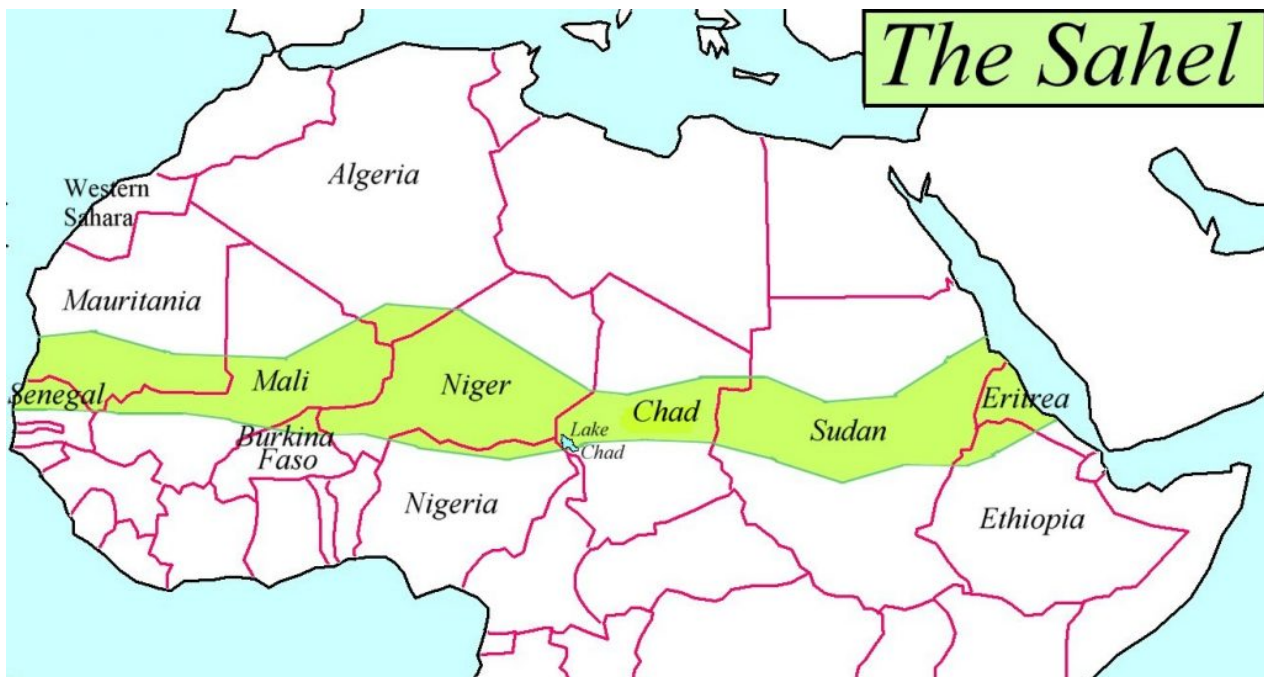 The Sahel
Algeria
Western
Sahara
Mauritania
Senegal
Mali
Niger
Chad
Sudan
Eritrea
Burkina
Faso
Lake
Chad
Nigeria
Ethiopia